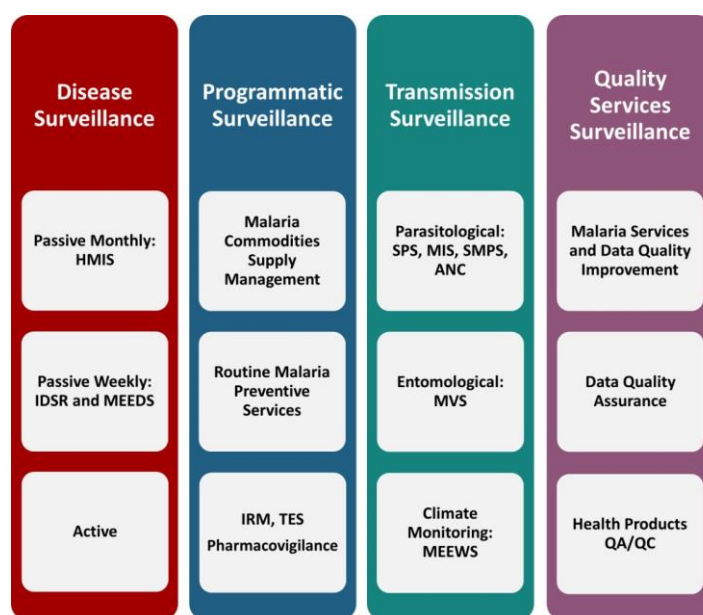 Disease
Surveillance
Passive Monthly:
HMIS
Passive Weekly:
IDSR and MEEDS
Active
Programmatic
Surveillance
Malaria
Commodities
Supply
Management
Routine Malaria
Preventive
Services
IRM, TES
Pharmacovigilance
Transmission
Surveillance
Parasitological:
SPS, MIS, SMPS,
ANC
Entomological:
MVS
Climate
Monitoring:
MEEWS
Quality
Services
Surveillance
Malaria Services
and Data Quality
Improvement
Data Quality
Assurance
Health Products
QA/QC